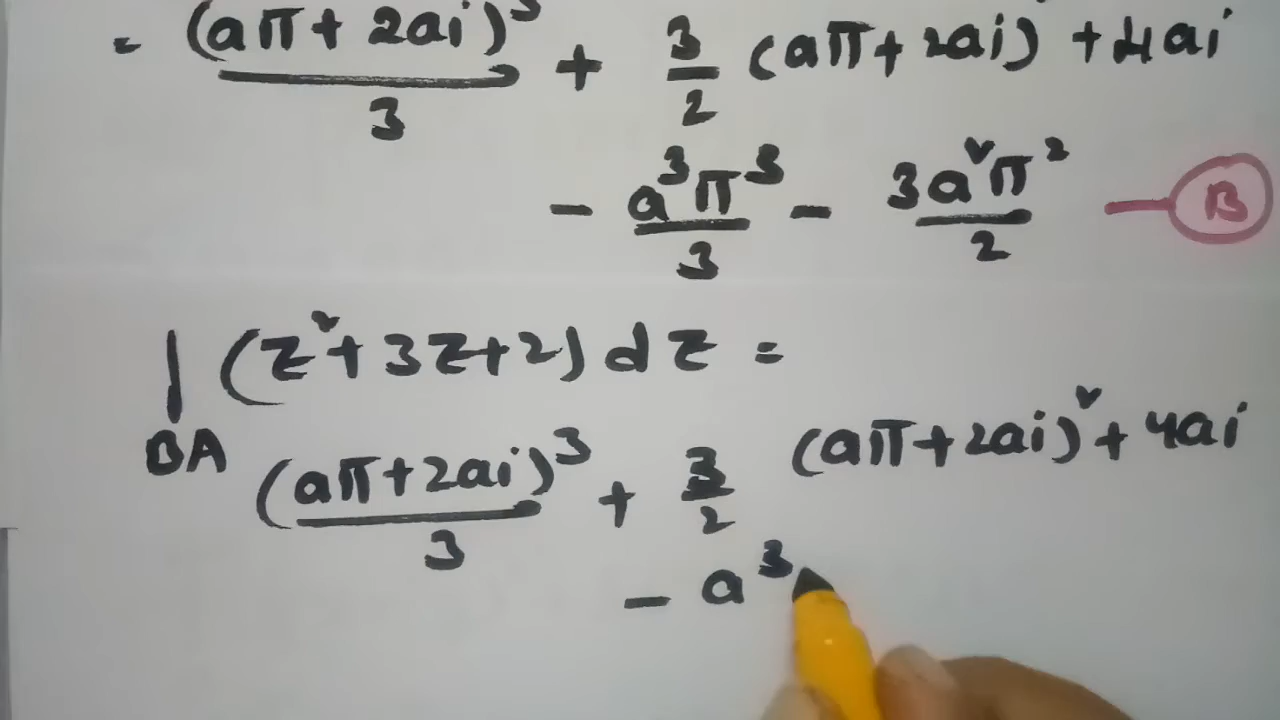 = (aπ + 2ai)³ / 3 + 3/2 (aπ + 2ai) + 4ai
- a³π³ / 3 - 3a²π² / 2 — B
∫ (z² + 3z + 2) dz =
BA
(aπ + 2ai)³ / 3 + 3/2 (aπ + 2ai)² + 4ai
- a³